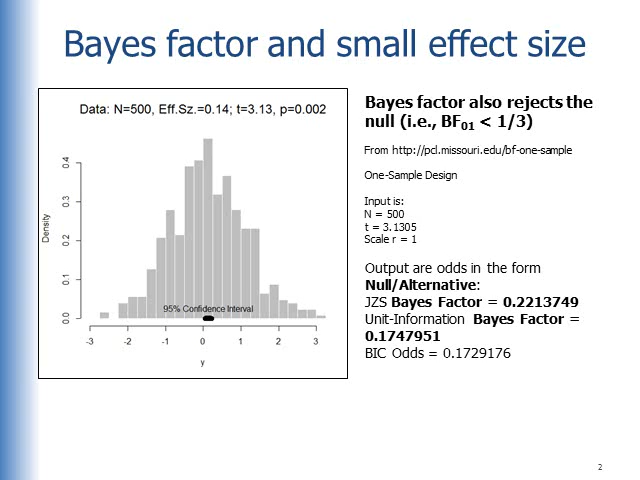 Bayes factor and small effect size
Data: N=500, Eff.Sz.=0.14; t=3.13, p=0.002
Density
0.0 0.1 0.2 0.3 0.4
95% Confidence Interval
-3 -2 -1 0 1 2 3
y
Bayes factor also rejects the
null (i.e., BF01 < 1/3)
From http://pcl.missouri.edu/bf-one-sample
One-Sample Design
Input is:
N = 500
t = 3.1305
Scale r = 1
Output are odds in the form
Null/Alternative:
JZS Bayes Factor = 0.2213749
Unit-Information Bayes Factor =
0.1747951
BIC Odds = 0.1729176
2